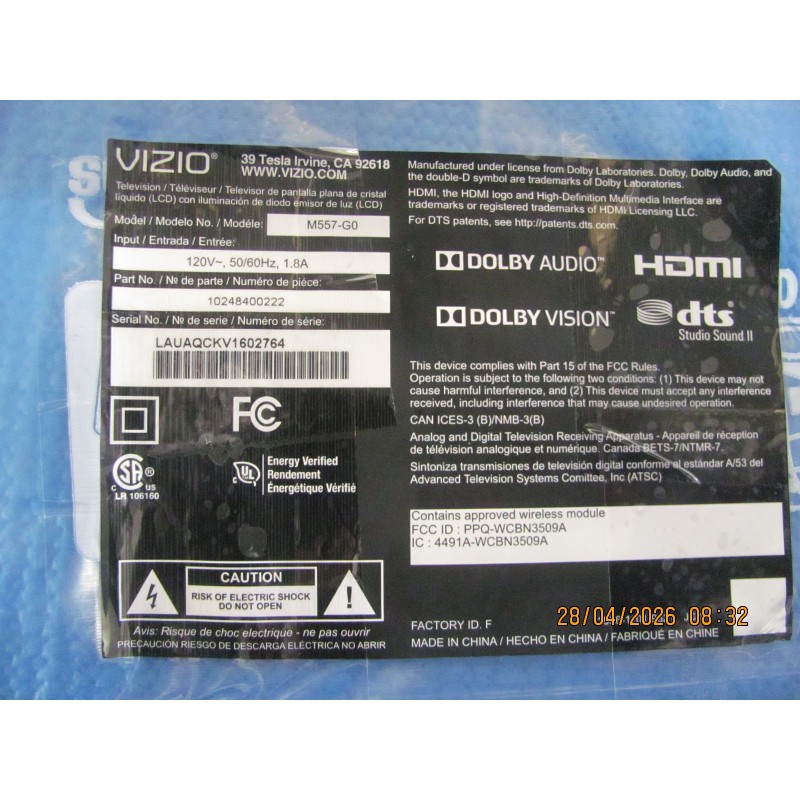 VIZIO®
39 Tesla Irvine, CA 92618
WWW.VIZIO.COM
Television / Téléviseur / Televisor de pantalla plana de cristal
líquido (LCD) con iluminación de diodo emisor de luz (LCD)
Model / Modelo No. / Modéle: M557-G0
Input / Entrada / Entrée:
120V~, 50/60Hz, 1.8A
Part No. / № de parte / Numéro de piéce:
10248400222
Serial No. / № de serie / Numéro de série:
LAUAQCKV1602764
FC
SA ®
C US
LR 106160
c UL
Energy Verified
Rendement
Énergétique Vérifié
CAUTION
RISK OF ELECTRIC SHOCK
DO NOT OPEN
Avis: Risque de choc electrique - ne pas ouvrir
PRECAUCIÓN RIESGO DE DESCARGA ELÉCTRICA NO ABRIR
Manufactured under license from Dolby Laboratories. Dolby, Dolby Audio, and
the double-D symbol are trademarks of Dolby Laboratories.
HDMI, the HDMI logo and High-Definition Multimedia Interface are
trademarks or registered trademarks of HDMI Licensing LLC.
For DTS patents, see http://patents.dts.com.
DOLBY AUDIO™
HDMI
DOLBY VISION™
dts
Studio Sound II
This device complies with Part 15 of the FCC Rules.
Operation is subject to the following two conditions: (1) This device may not
cause harmful interference, and (2) This device must accept any interference
received, including interference that may cause undesired operation.
CAN ICES-3 (B)/NMB-3(B)
Analog and Digital Television Receiving Apparatus - Appareil de réception
de télévision analogique et numérique. Canada BETS-7/NTMR-7.
Sintoniza transmisiones de televisión digital conforme al estándar A/53 del
Advanced Television Systems Comittee, Inc (ATSC)
Contains approved wireless module
FCC ID : PPQ-WCBN3509A
IC : 4491A-WCBN3509A
FACTORY ID. F
MADE IN CHINA / HECHO EN CHINA / FABRIQUÉ EN CHINE
28/04/2026 08:32